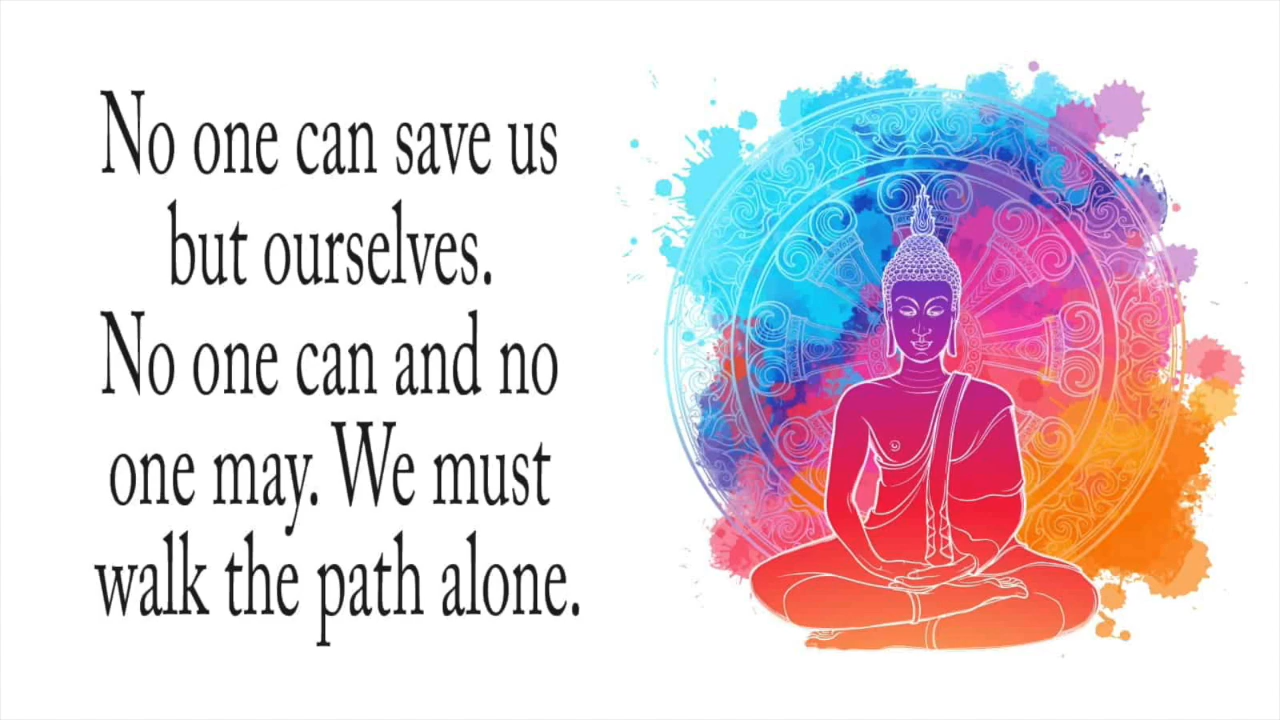 No one can save us
but ourselves.
No one can and no
one may. We must
walk the path alone.